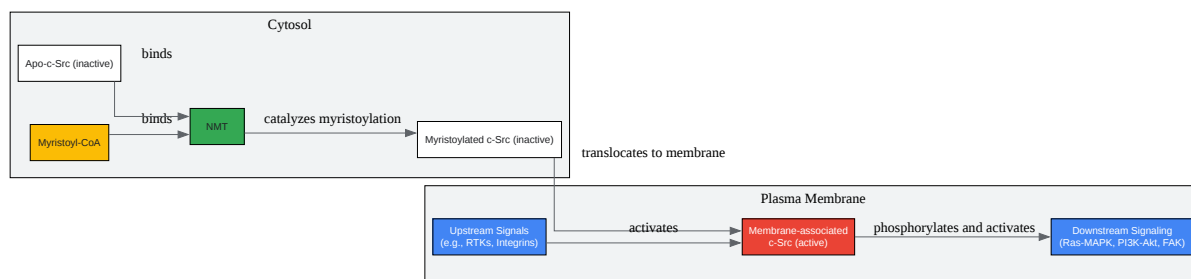 Cytosol
Apo-c-Src (inactive)
binds
binds
Myristoyl-CoA
NMT
catalyzes myristoylation
Myristoylated c-Src (inactive)
translocates to membrane
Plasma Membrane
Upstream Signals
(e.g., RTKs, Integrins)
activates
Membrane-associated
c-Src (active)
phosphorylates and activates
Downstream Signaling
(Ras-MAPK, PI3K-Akt, FAK)